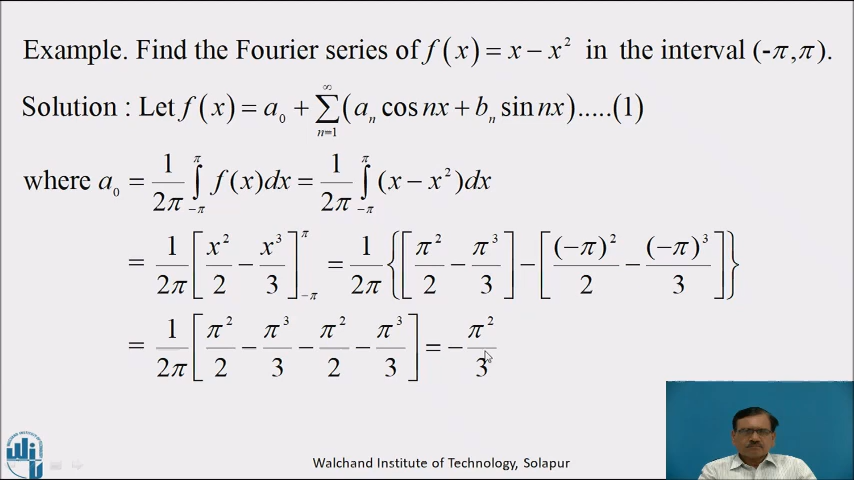 Example. Find the Fourier series of f(x) = x − x² in the interval (-π,π).
Solution : Let f(x) = a₀ + ∑_{n=1}^{∞} (aₙ cos nx + bₙ sin nx).....(1)
where a₀ = 1/2π ∫_{−π}^{π} f(x)dx = 1/2π ∫_{−π}^{π} (x − x²)dx
= 1/2π [x²/2 − x³/3]_{−π}^{π} = 1/2π {[π²/2 − π³/3] − [(−π)²/2 − (−π)³/3]}
= 1/2π [π²/2 − π³/3 − π²/2 − π³/3] = − π²/3
Walchand Institute of Technology, Solapur